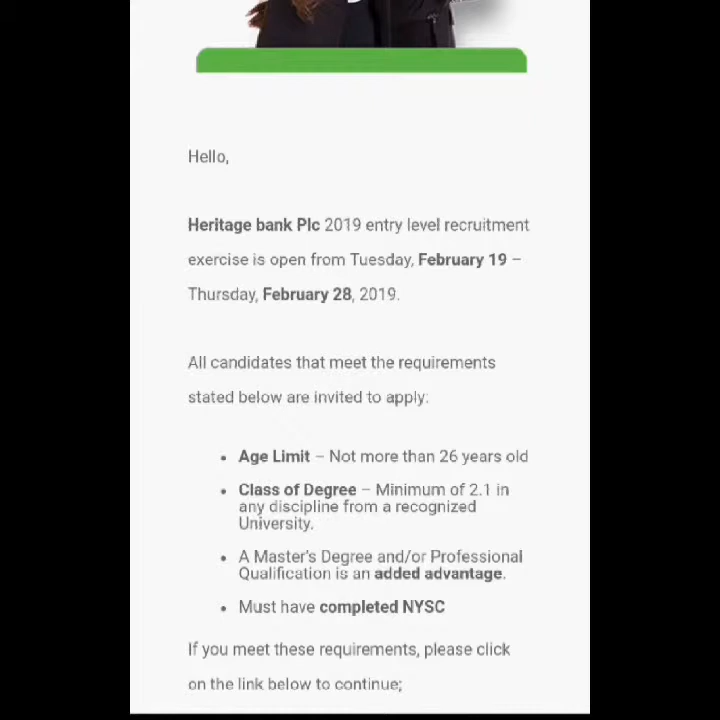 Hello,
Heritage bank Plc 2019 entry level recruitment
exercise is open from Tuesday, February 19 –
Thursday, February 28, 2019.
All candidates that meet the requirements
stated below are invited to apply:
• Age Limit – Not more than 26 years old
• Class of Degree – Minimum of 2.1 in
any discipline from a recognized
University.
• A Master's Degree and/or Professional
Qualification is an added advantage.
• Must have completed NYSC
If you meet these requirements, please click
on the link below to continue;